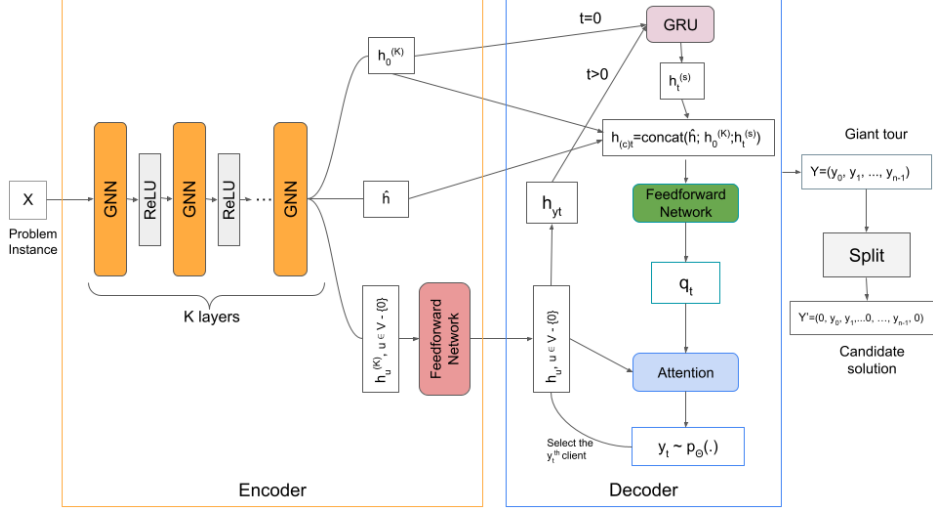 X
Problem
Instance
GNN
ReLU
GNN
ReLU
...
GNN
K layers
h₀⁽ᴷ⁾
ĥ
hᵤ⁽ᴷ⁾, u ∈ V - {0}
Feedforward
Network
Encoder
t=0
t>0
GRU
hₜ⁽ˢ⁾
h₍c₎ₜ=concat(ĥ; h₀⁽ᴷ⁾;hₜ⁽ˢ⁾)
Feedforward
Network
qₜ
h_yt
hᵤ, u ∈ V - {0}
Attention
Select the
yₜᵗʰ client
yₜ ~ p_Θ(.)
Decoder
Giant tour
Y=(y₀, y₁, ..., yₙ₋₁)
Split
Y'=(0, y₀, y₁,...0, ..., yₙ₋₁, 0)
Candidate
solution